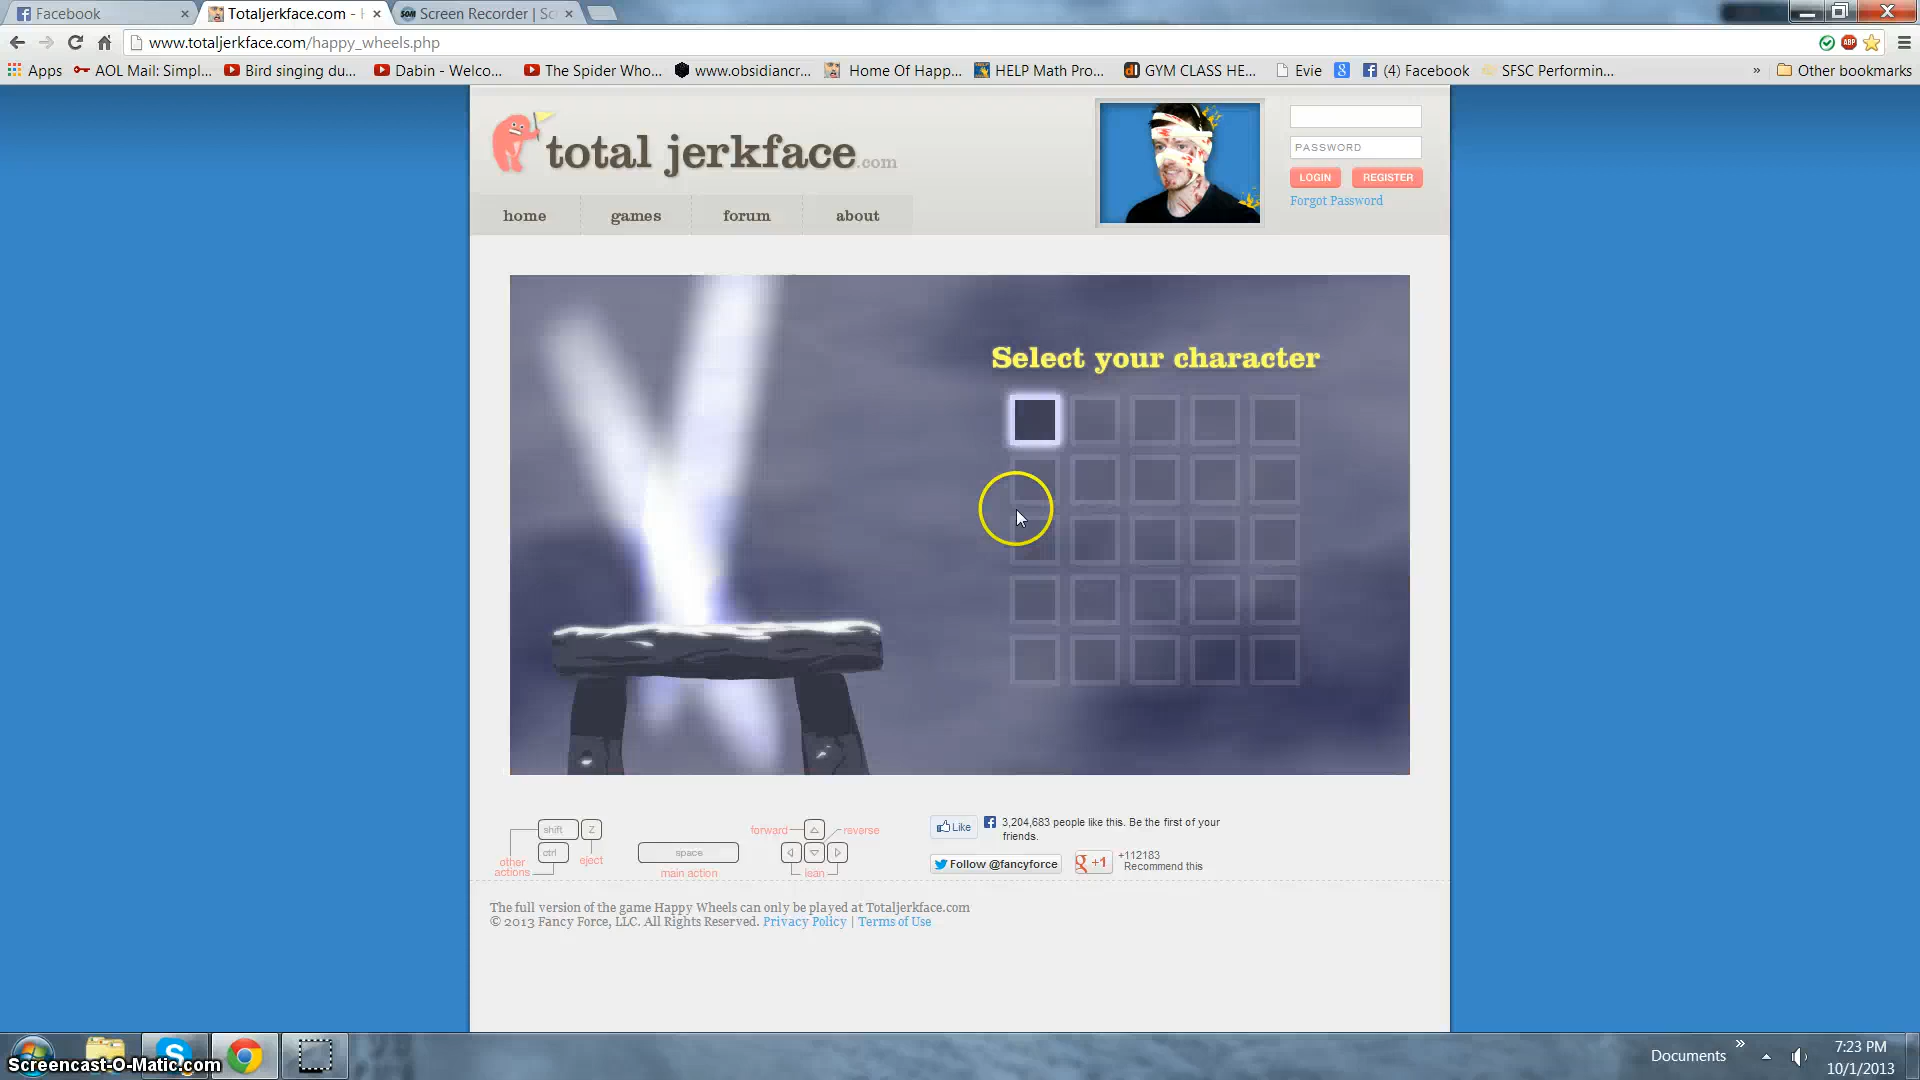 Facebook
Totaljerkface.com -
Screen Recorder | Sc
www.totaljerkface.com/happy_wheels.php
Apps
AOL Mail: Simpl...
Bird singing du...
Dabin - Welco...
The Spider Who...
www.obsidiancr...
Home Of Happ...
HELP Math Pro...
GYM CLASS HE...
Evie
(4) Facebook
SFSC Performin...
»
Other bookmarks
total jerkface.com
PASSWORD
LOGIN
REGISTER
Forgot Password
home
games
forum
about
Select your character
shift
Z
ctrl
other
actions
eject
space
main action
forward
reverse
lean
Like
3,204,683 people like this. Be the first of your
friends.
Follow @fancyforce
+1
+112183
Recommend this
The full version of the game Happy Wheels can only be played at Totaljerkface.com
© 2013 Fancy Force, LLC. All Rights Reserved. Privacy Policy | Terms of Use
Screencast-O-Matic.com
Documents
»
7:23 PM
10/1/2013